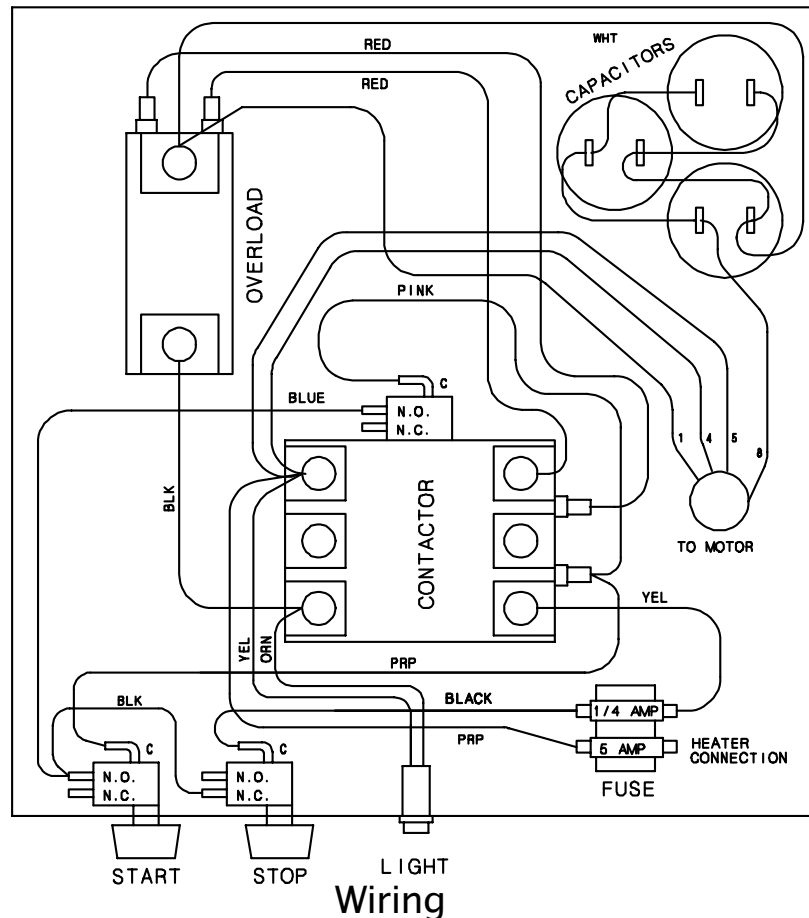 WHT
RED
CAPACITORS
RED
OVERLOAD
PINK
C
BLUE
N.O.
N.C.
1 4 5 8
BLK
CONTACTOR
TO MOTOR
YEL
YEL
ORN
PRP
BLK
BLACK
1/4 AMP
PRP
5 AMP
HEATER
CONNECTION
C
C
N.O.
N.C.
N.O.
N.C.
FUSE
START
STOP
LIGHT
Wiring